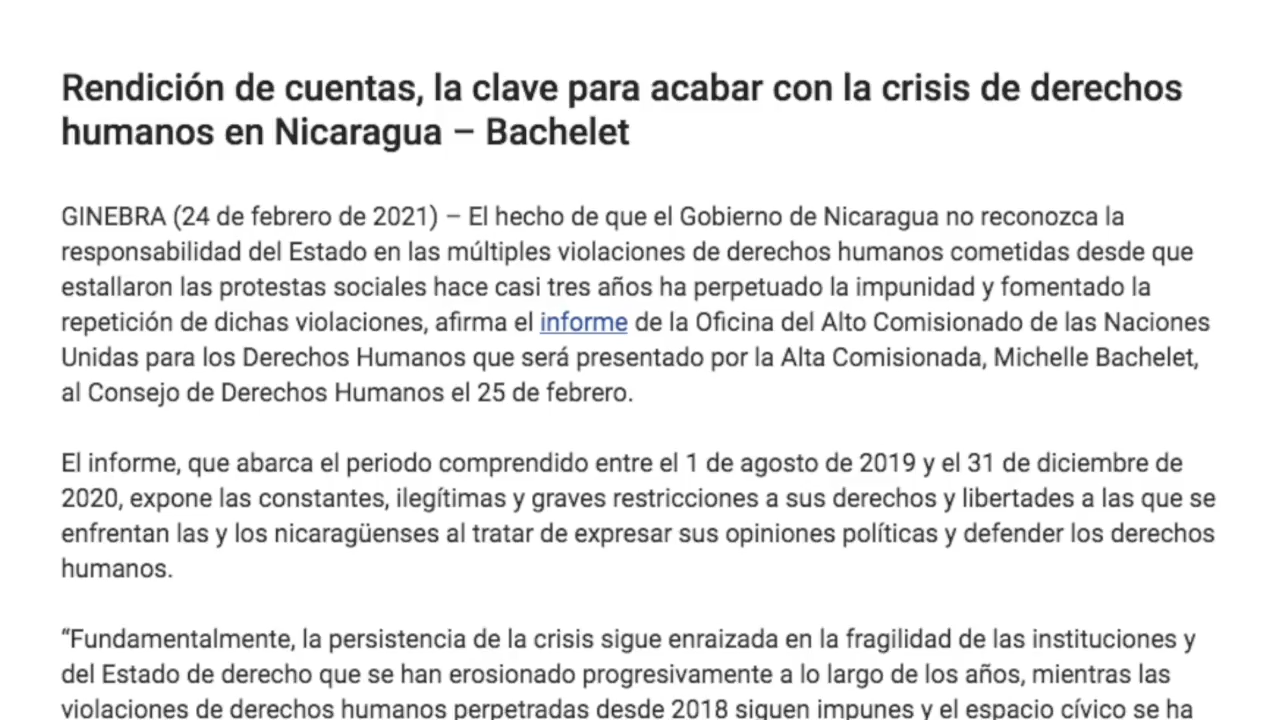 Rendición de cuentas, la clave para acabar con la crisis de derechos
humanos en Nicaragua – Bachelet
GINEBRA (24 de febrero de 2021) – El hecho de que el Gobierno de Nicaragua no reconozca la
responsabilidad del Estado en las múltiples violaciones de derechos humanos cometidas desde que
estallaron las protestas sociales hace casi tres años ha perpetuado la impunidad y fomentado la
repetición de dichas violaciones, afirma el informe de la Oficina del Alto Comisionado de las Naciones
Unidas para los Derechos Humanos que será presentado por la Alta Comisionada, Michelle Bachelet,
al Consejo de Derechos Humanos el 25 de febrero.
El informe, que abarca el periodo comprendido entre el 1 de agosto de 2019 y el 31 de diciembre de
2020, expone las constantes, ilegítimas y graves restricciones a sus derechos y libertades a las que se
enfrentan las y los nicaragüenses al tratar de expresar sus opiniones políticas y defender los derechos
humanos.
“Fundamentalmente, la persistencia de la crisis sigue enraizada en la fragilidad de las instituciones y
del Estado de derecho que se han erosionado progresivamente a lo largo de los años, mientras las
violaciones de derechos humanos perpetradas desde 2018 siguen impunes y el espacio cívico se ha